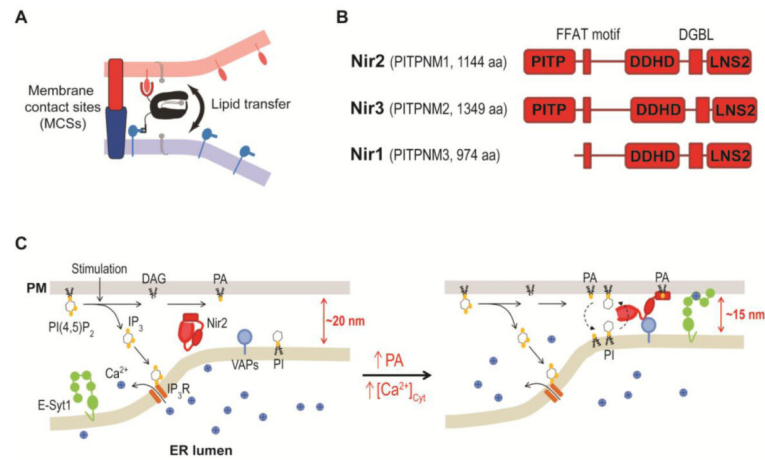 A
Membrane
contact sites
(MCSs)
Lipid transfer
B
FFAT motif DGBL
Nir2 (PITPNM1, 1144 aa) PITP DDHD LNS2
Nir3 (PITPNM2, 1349 aa) PITP DDHD LNS2
Nir1 (PITPNM3, 974 aa) DDHD LNS2
C
Stimulation
DAG PA
PM
PI(4,5)P2
IP3
Nir2
~20 nm
VAPs PI
Ca2+
IP3R
E-Syt1
ER lumen
↑ PA
↑ [Ca2+]Cyt
PA PA
PI
~15 nm